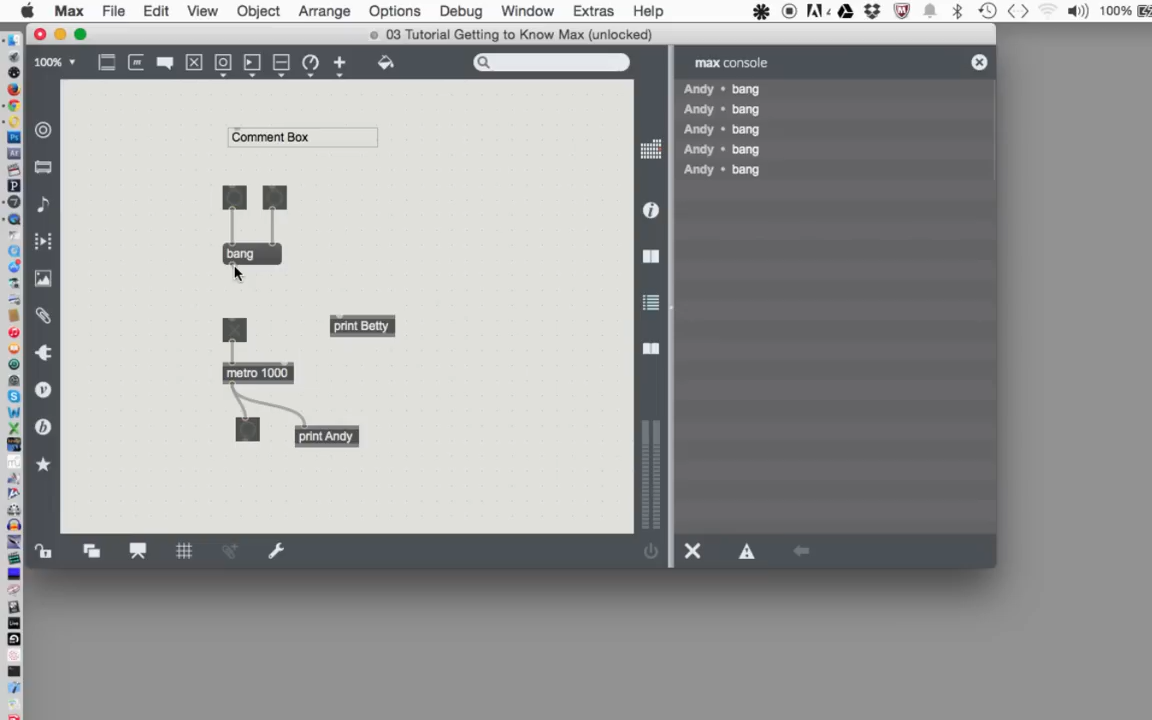 Max File Edit View Object Arrange Options Debug Window Extras Help
4
100%
03 Tutorial Getting to Know Max (unlocked)
100%
max console
Andy • bang
Andy • bang
Andy • bang
Andy • bang
Andy • bang
Comment Box
bang
print Betty
metro 1000
print Andy